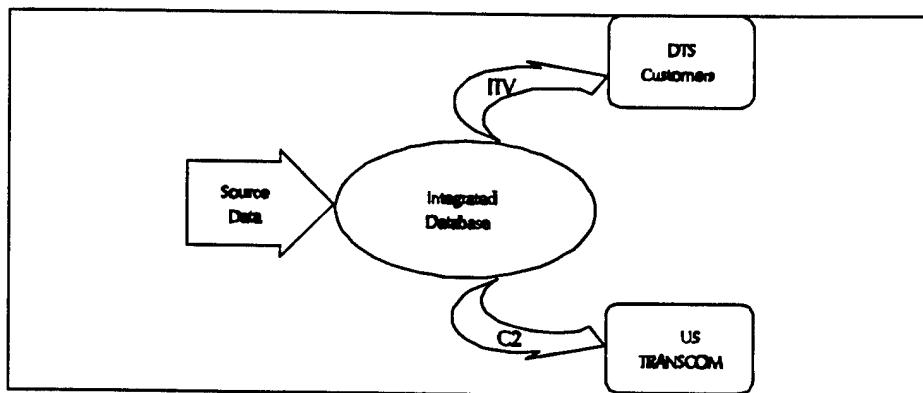 DTS
Customers
ITV
Source
Data
Integrated
Database
C2
US
TRANSCOM